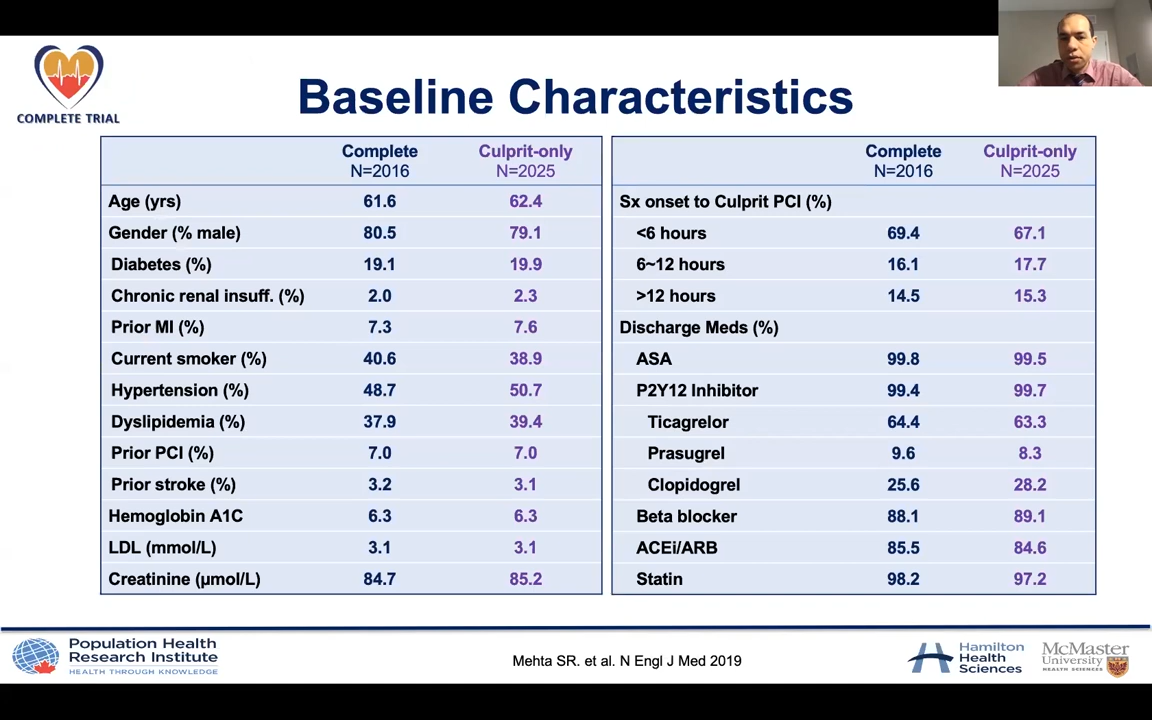 COMPLETE TRIAL
Baseline Characteristics
Complete Culprit-only
N=2016 N=2025
Age (yrs) 61.6 62.4
Gender (% male) 80.5 79.1
Diabetes (%) 19.1 19.9
Chronic renal insuff. (%) 2.0 2.3
Prior MI (%) 7.3 7.6
Current smoker (%) 40.6 38.9
Hypertension (%) 48.7 50.7
Dyslipidemia (%) 37.9 39.4
Prior PCI (%) 7.0 7.0
Prior stroke (%) 3.2 3.1
Hemoglobin A1C 6.3 6.3
LDL (mmol/L) 3.1 3.1
Creatinine (µmol/L) 84.7 85.2
Complete Culprit-only
N=2016 N=2025
Sx onset to Culprit PCI (%)
<6 hours 69.4 67.1
6~12 hours 16.1 17.7
>12 hours 14.5 15.3
Discharge Meds (%)
ASA 99.8 99.5
P2Y12 Inhibitor 99.4 99.7
Ticagrelor 64.4 63.3
Prasugrel 9.6 8.3
Clopidogrel 25.6 28.2
Beta blocker 88.1 89.1
ACEi/ARB 85.5 84.6
Statin 98.2 97.2
Population Health
Research Institute
HEALTH THROUGH KNOWLEDGE
Mehta SR. et al. N Engl J Med 2019
Hamilton
Health
Sciences
McMaster
University
HEALTH SCIENCES